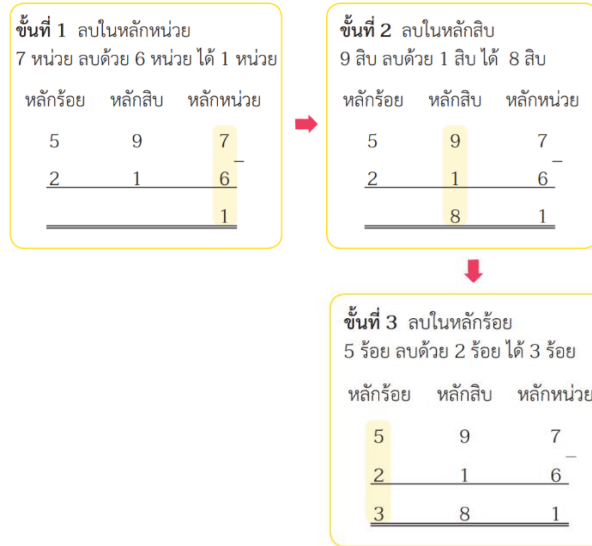 ขั้นที่ 1 ลบในหลักหน่วย
7 หน่วย ลบด้วย 6 หน่วย ได้ 1 หน่วย
หลักร้อย หลักสิบ หลักหน่วย
5 9 7
−
2 1 6
1
ขั้นที่ 2 ลบในหลักสิบ
9 สิบ ลบด้วย 1 สิบ ได้ 8 สิบ
หลักร้อย หลักสิบ หลักหน่วย
5 9 7
−
2 1 6
8 1
ขั้นที่ 3 ลบในหลักร้อย
5 ร้อย ลบด้วย 2 ร้อย ได้ 3 ร้อย
หลักร้อย หลักสิบ หลักหน่วย
5 9 7
−
2 1 6
3 8 1